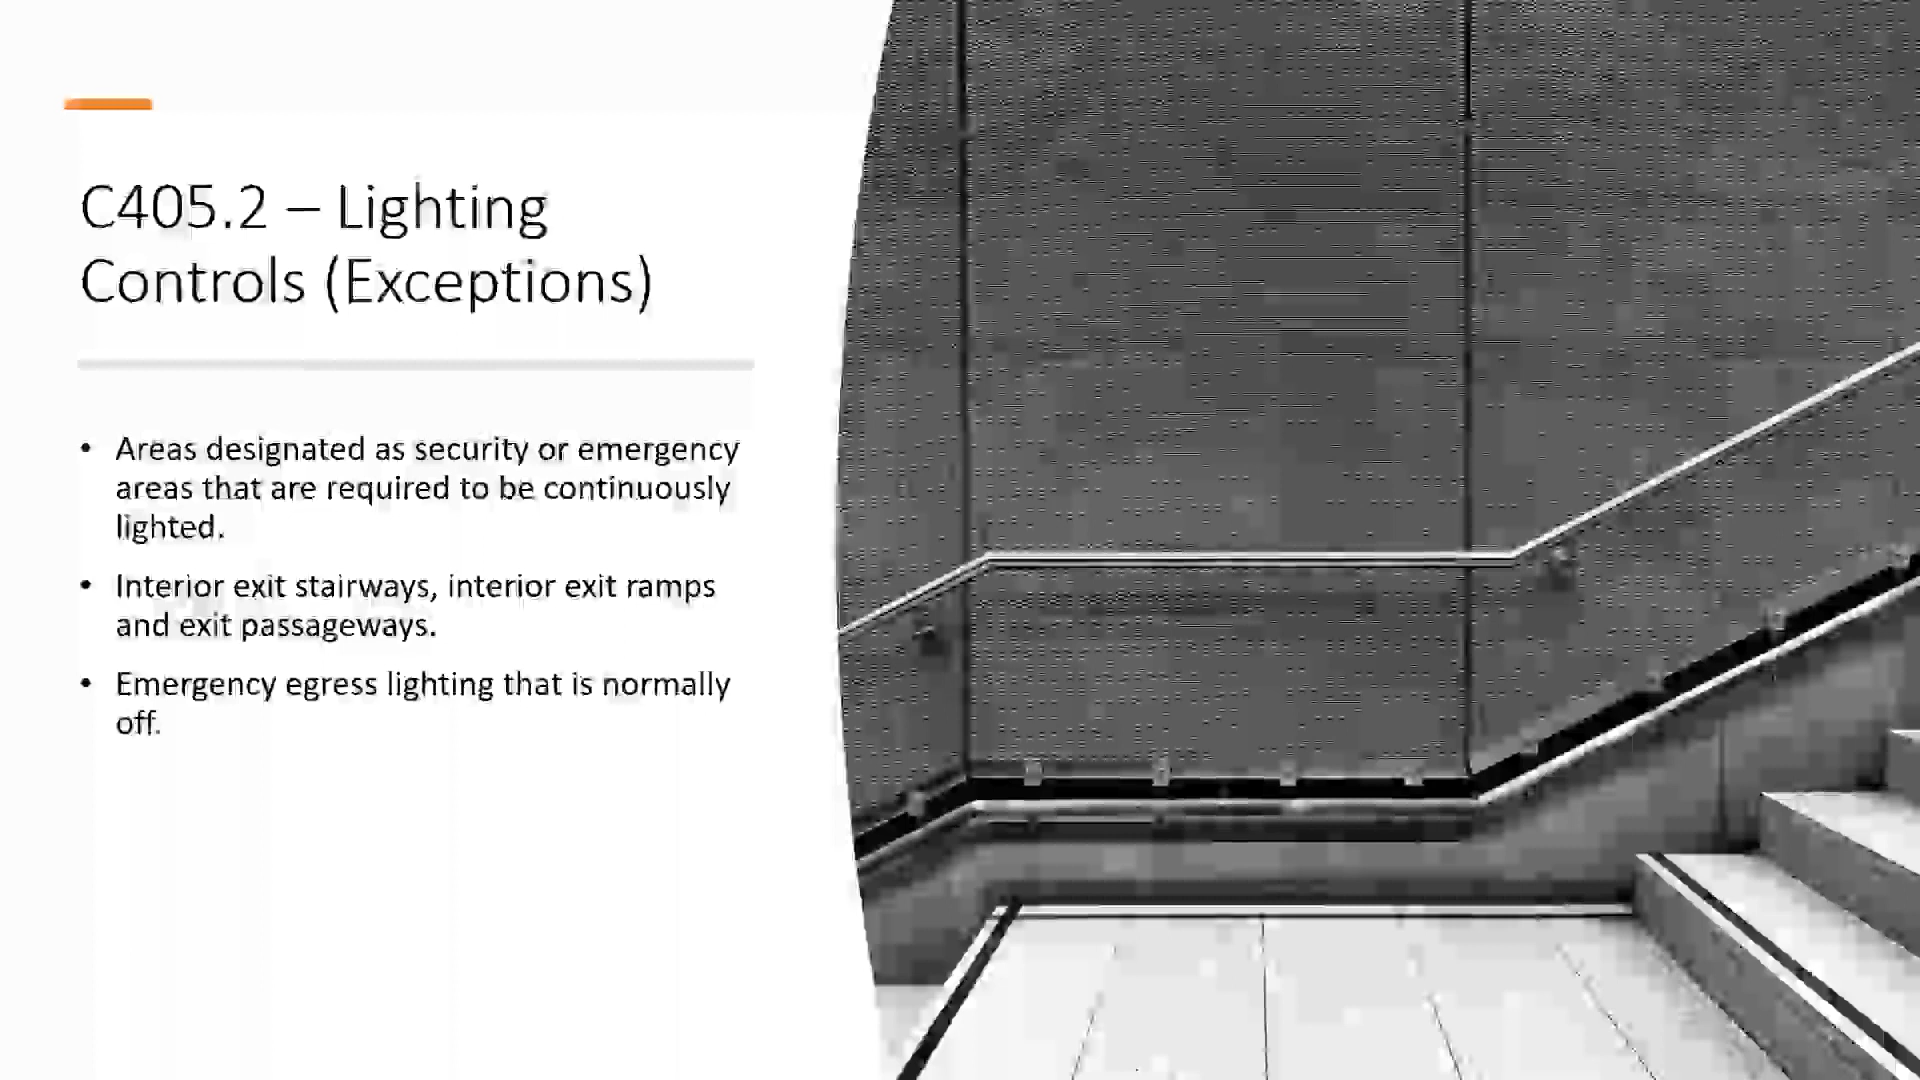 C405.2 – Lighting
Controls (Exceptions)
• Areas designated as security or emergency
areas that are required to be continuously
lighted.
• Interior exit stairways, interior exit ramps
and exit passageways.
• Emergency egress lighting that is normally
off.